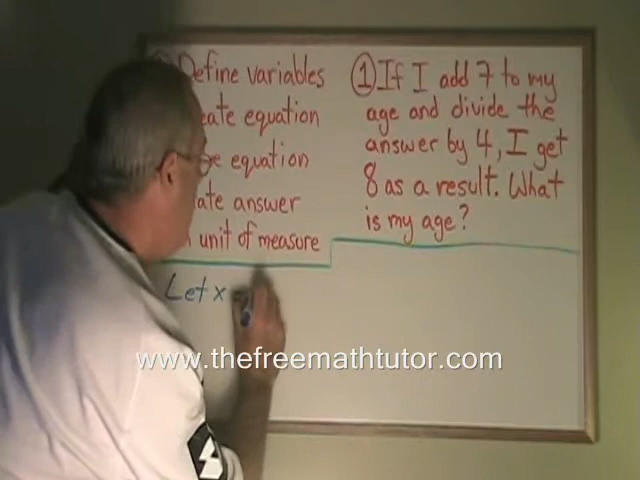 Define variables
eate equation
e equation
ate answer
unit of measure
① If I add 7 to my
age and divide the
answer by 4, I get
8 as a result. What
is my age?
Let x =
www.thefreemathtutor.com